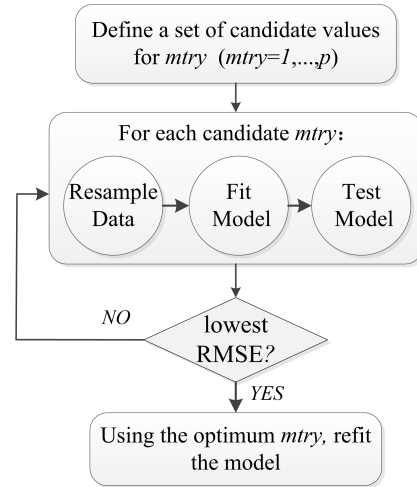 Define a set of candidate values
for mtry (mtry=1,...,p)
For each candidate mtry:
Resample
Data
Fit
Model
Test
Model
lowest
RMSE?
NO
YES
Using the optimum mtry, refit
the model